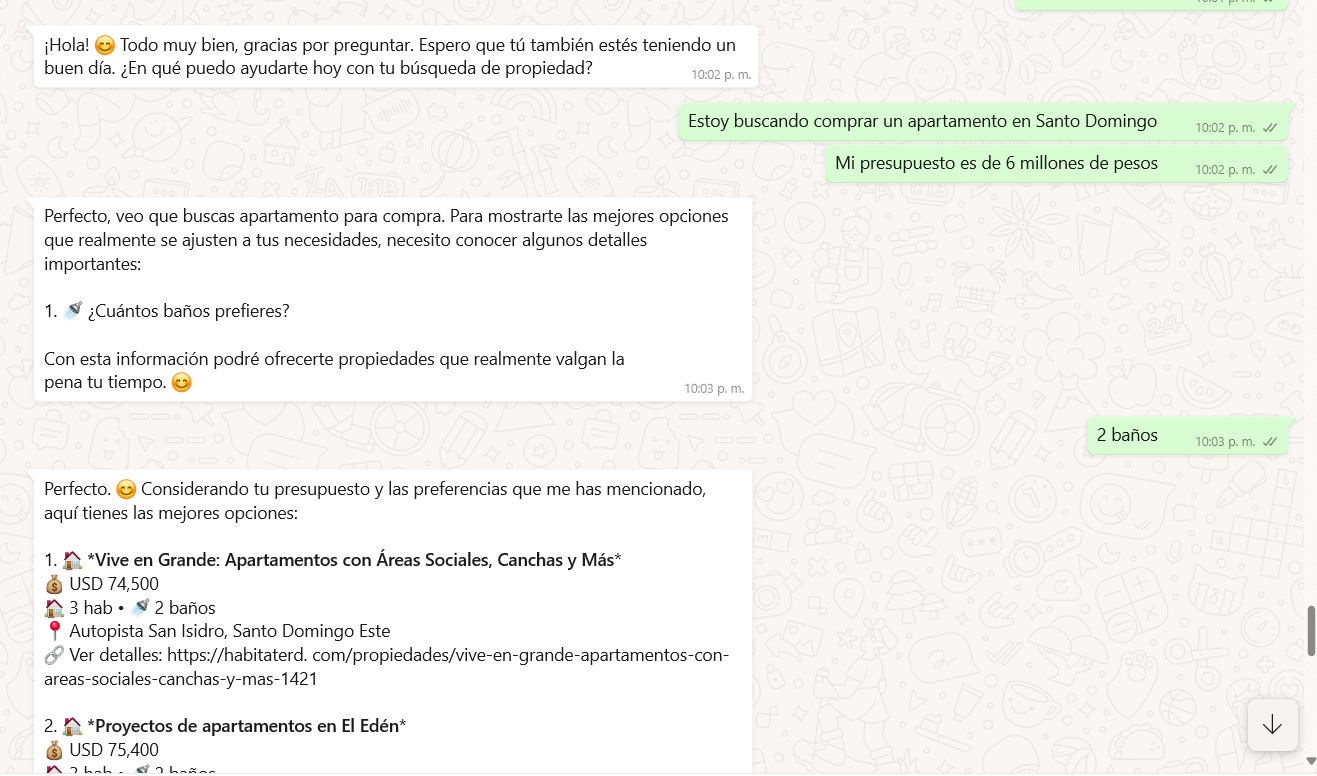 ¡Hola! 😊 Todo muy bien, gracias por preguntar. Espero que tú también estés teniendo un
buen día. ¿En qué puedo ayudarte hoy con tu búsqueda de propiedad?
10:02 p. m.
Estoy buscando comprar un apartamento en Santo Domingo
10:02 p. m.
Mi presupuesto es de 6 millones de pesos
10:02 p. m.
Perfecto, veo que buscas apartamento para compra. Para mostrarte las mejores opciones
que realmente se ajusten a tus necesidades, necesito conocer algunos detalles
importantes:
1. 🚿 ¿Cuántos baños prefieres?
Con esta información podré ofrecerte propiedades que realmente valgan la
pena tu tiempo. 😊
10:03 p. m.
2 baños
10:03 p. m.
Perfecto. 😊 Considerando tu presupuesto y las preferencias que me has mencionado,
aquí tienes las mejores opciones:
1. 🏠 *Vive en Grande: Apartamentos con Áreas Sociales, Canchas y Más*
💰 USD 74,500
🏠 3 hab • 🚿 2 baños
📍 Autopista San Isidro, Santo Domingo Este
🔗 Ver detalles: https://habitaterd. com/propiedades/vive-en-grande-apartamentos-con-
areas-sociales-canchas-y-mas-1421
2. 🏠 *Proyectos de apartamentos en El Edén*
💰 USD 75,400
🏠 3 hab • 🚿 2 baños